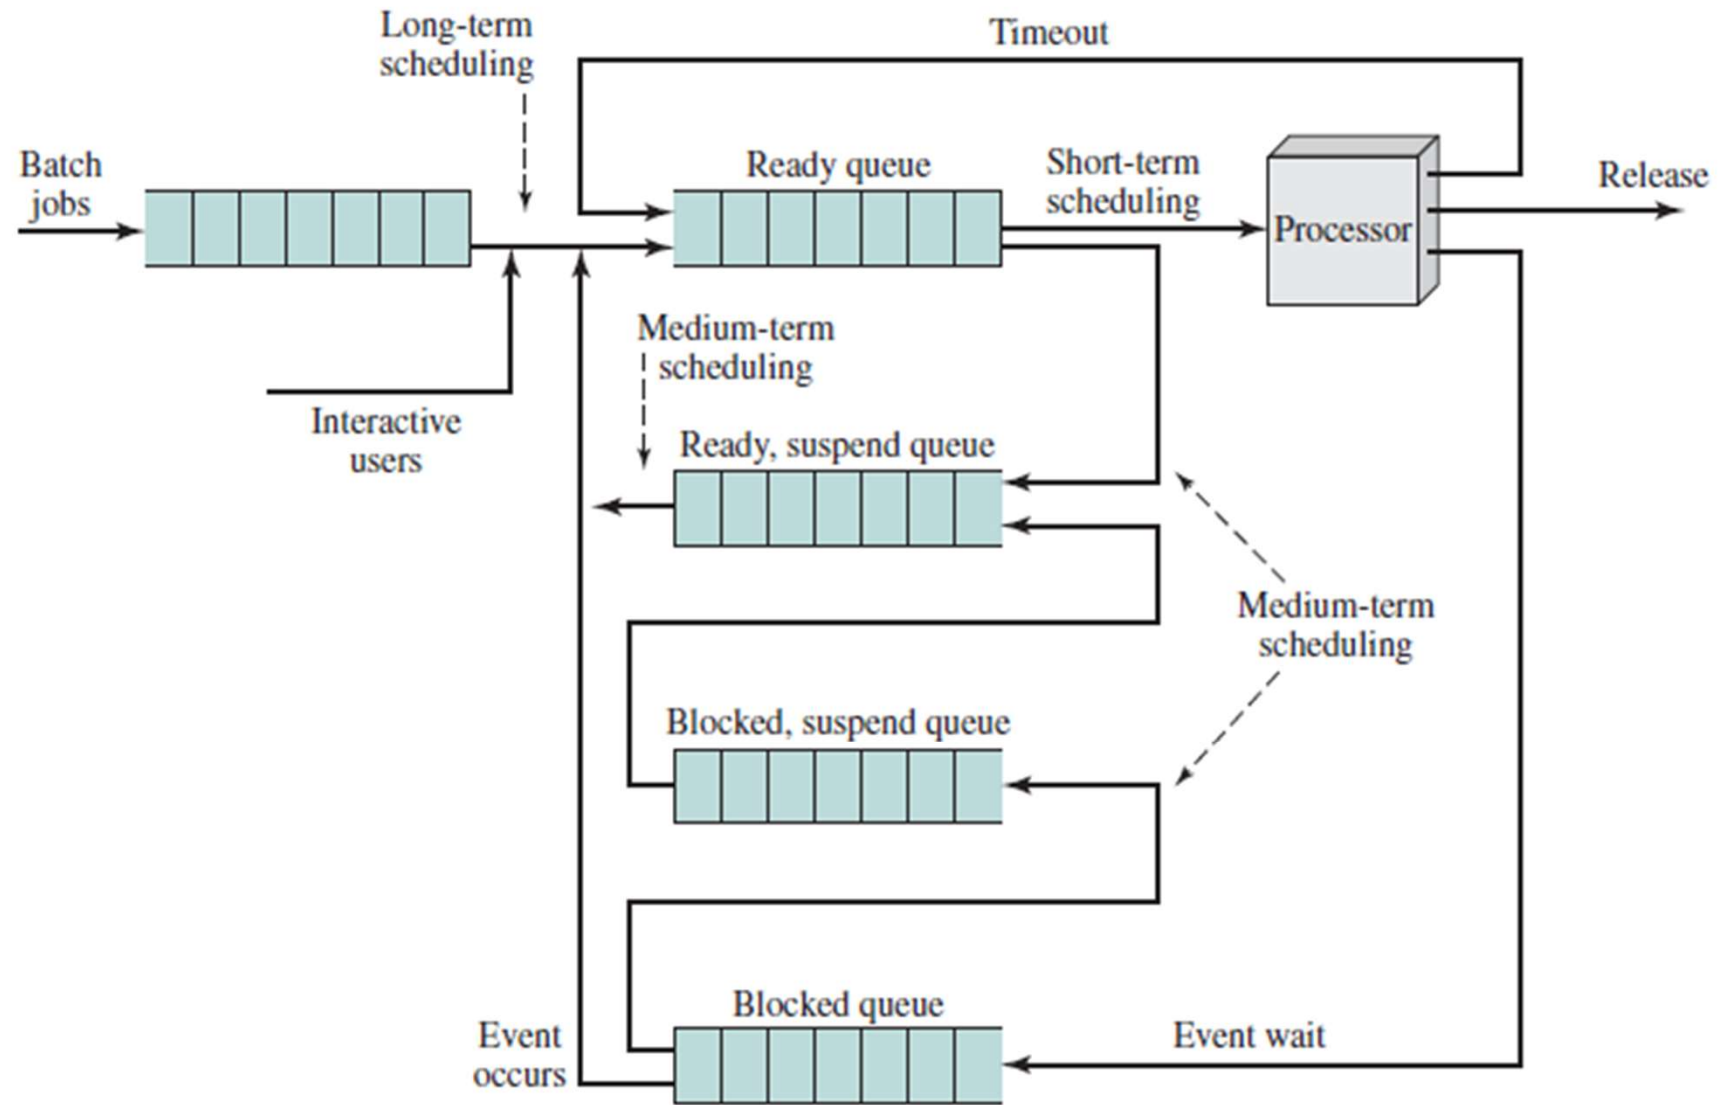 Long-term
scheduling
Timeout
Batch
jobs
Ready queue
Short-term
scheduling
Release
Processor
Medium-term
scheduling
Interactive
users
Ready, suspend queue
Medium-term
scheduling
Blocked, suspend queue
Blocked queue
Event
occurs
Event wait